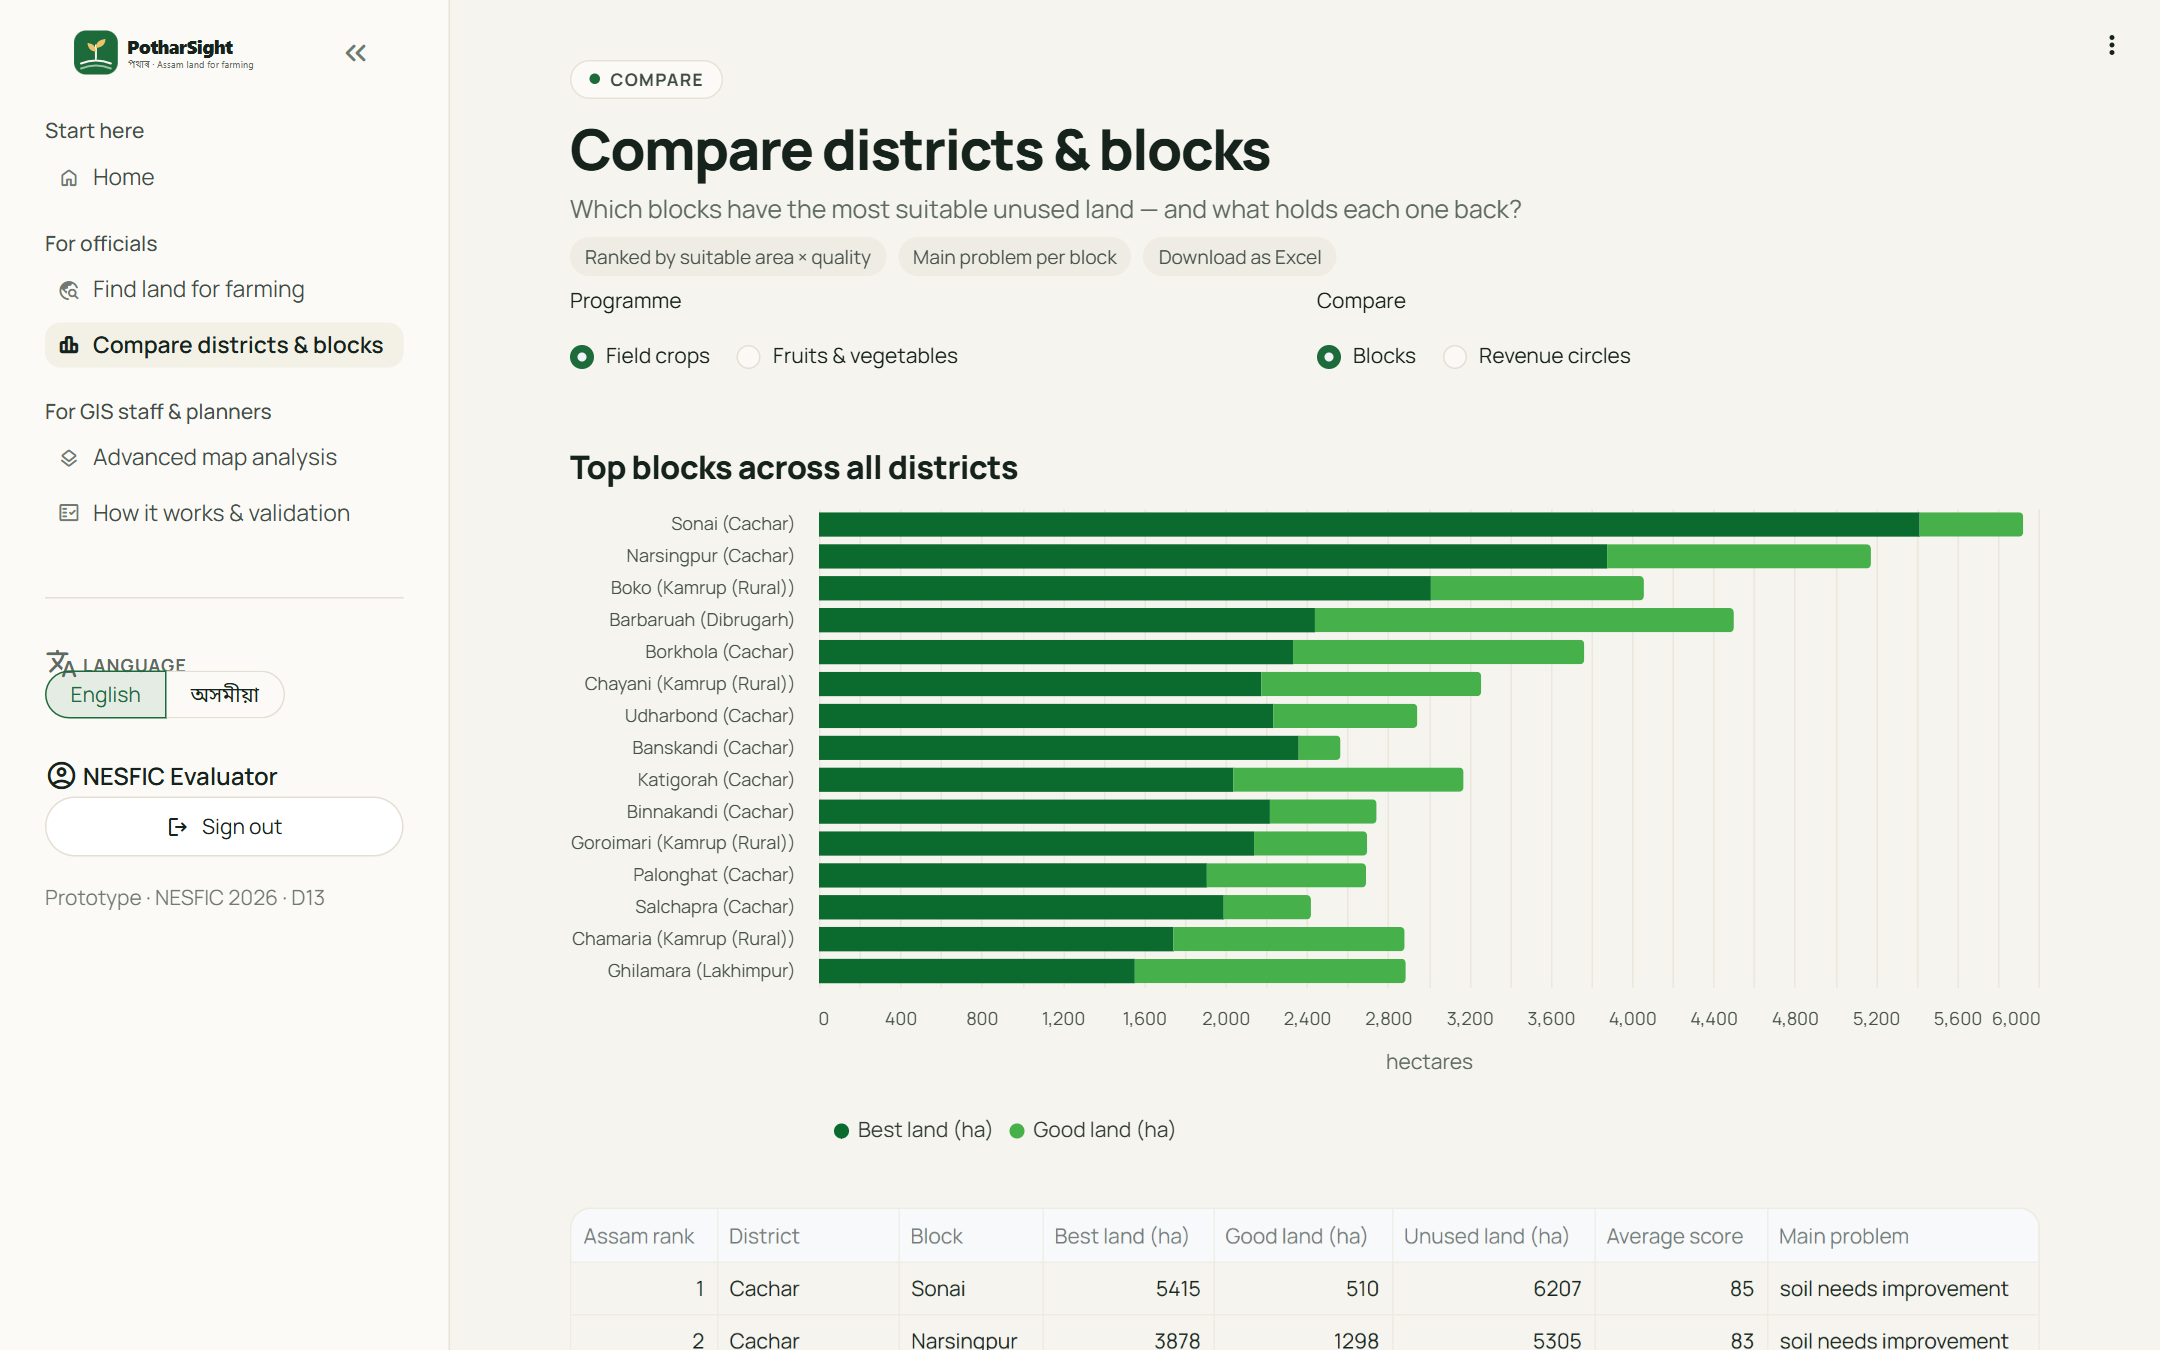 PotharSight
পথাৰ · Assam land for farming
Start here
Home
For officials
Find land for farming
Compare districts & blocks
For GIS staff & planners
Advanced map analysis
How it works & validation
LANGUAGE
English অসমীয়া
NESFIC Evaluator
Sign out
Prototype · NESFIC 2026 · D13
COMPARE
Compare districts & blocks
Which blocks have the most suitable unused land — and what holds each one back?
Ranked by suitable area × quality Main problem per block Download as Excel
Programme Compare
Field crops Fruits & vegetables Blocks Revenue circles
Top blocks across all districts
Sonai (Cachar)
Narsingpur (Cachar)
Boko (Kamrup (Rural))
Barbaruah (Dibrugarh)
Borkhola (Cachar)
Chayani (Kamrup (Rural))
Udharbond (Cachar)
Banskandi (Cachar)
Katigorah (Cachar)
Binnakandi (Cachar)
Goroimari (Kamrup (Rural))
Palonghat (Cachar)
Salchapra (Cachar)
Chamaria (Kamrup (Rural))
Ghilamara (Lakhimpur)
0 400 800 1,200 1,600 2,000 2,400 2,800 3,200 3,600 4,000 4,400 4,800 5,200 5,600 6,000
hectares
Best land (ha) Good land (ha)
Assam rank District Block Best land (ha) Good land (ha) Unused land (ha) Average score Main problem
1 Cachar Sonai 5415 510 6207 85 soil needs improvement
2 Cachar Narsingpur 3878 1298 5305 83 soil needs improvement